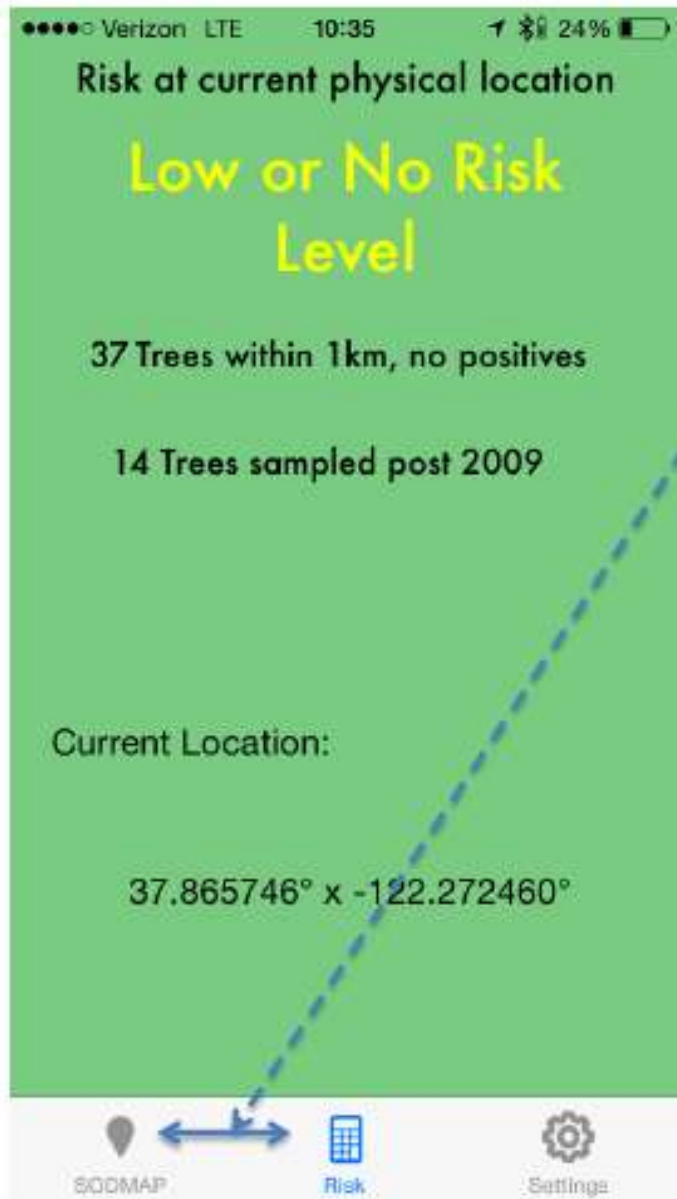 Verizon LTE 10:35 24%
Risk at current physical location
Low or No Risk
Level
37 Trees within 1km, no positives
14 Trees sampled post 2009
Current Location:
37.865746° x -122.272460°
SODMAP Risk Settings